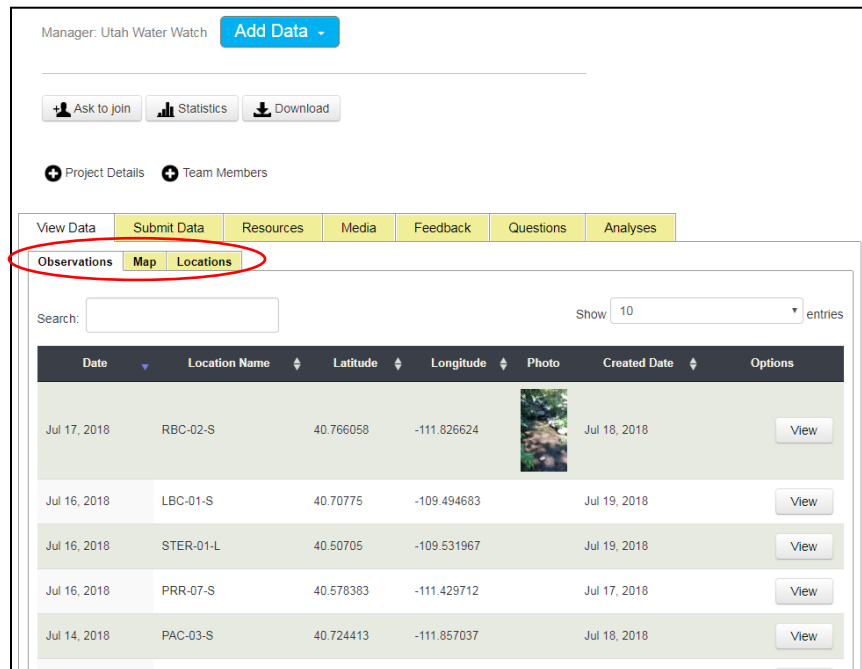 Manager: Utah Water Watch Add Data
Ask to join Statistics Download
Project Details Team Members
View Data Submit Data Resources Media Feedback Questions Analyses
Observations Map Locations
Search: Show 10 entries
Date Location Name Latitude Longitude Photo Created Date Options
Jul 17, 2018 RBC-02-S 40.766058 -111.826624 Jul 18, 2018 View
Jul 16, 2018 LBC-01-S 40.70775 -109.494683 Jul 19, 2018 View
Jul 16, 2018 STER-01-L 40.50705 -109.531967 Jul 19, 2018 View
Jul 16, 2018 PRR-07-S 40.578383 -111.429712 Jul 17, 2018 View
Jul 14, 2018 PAC-03-S 40.724413 -111.857037 Jul 18, 2018 View